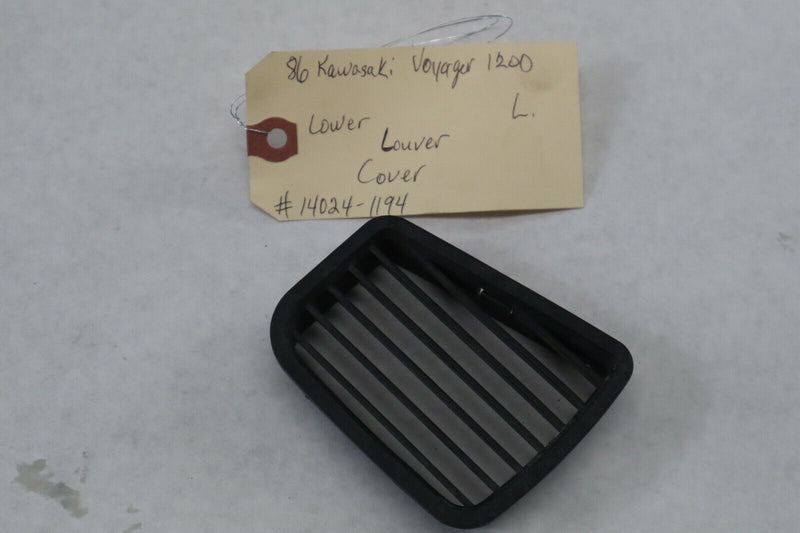 86 Kawasaki Voyager 1200
L.
Lower
Louver
Cover
# 14024-1194